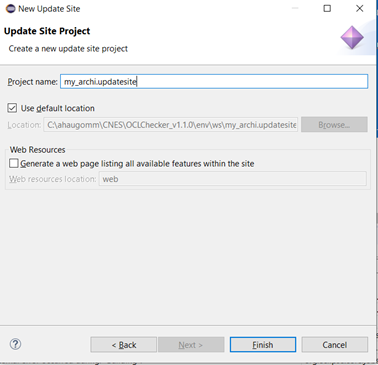 New Update Site
Update Site Project
Create a new update site project
Project name: my_archi.updatesite
Use default location
Location: C:\ahaugomm\CNES\OCLChecker_v1.1.0\env\ws\my_archi.updatesite Browse...
Web Resources
Generate a web page listing all available features within the site
Web resources location: web
< Back Next > Finish Cancel